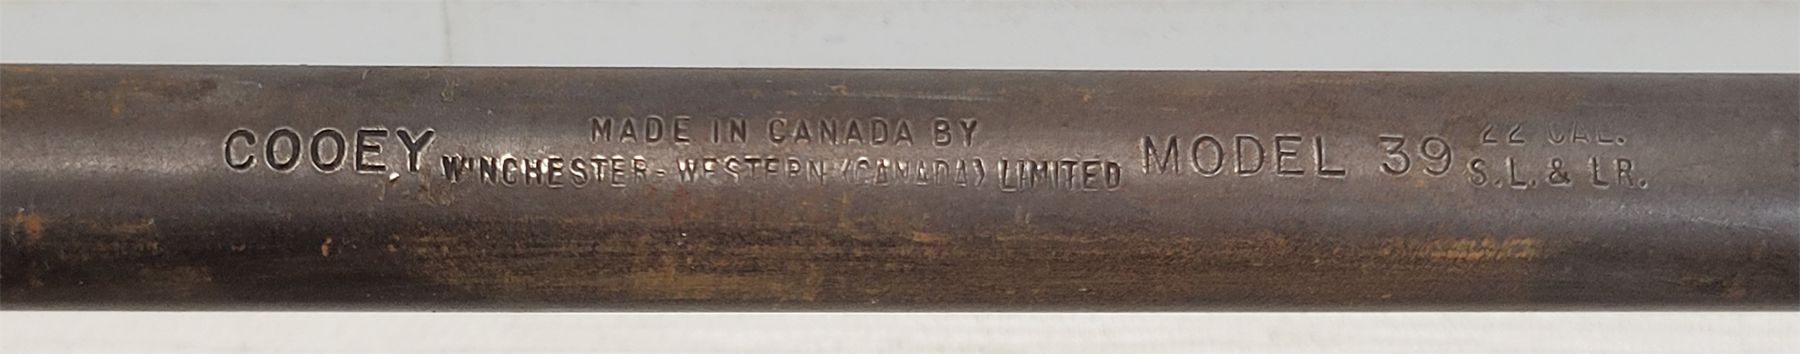 COOEY
MADE IN CANADA BY
WINCHESTER-WESTERN (CANADA) LIMITED
MODEL 39
22 CAL.
S.L. & LR.